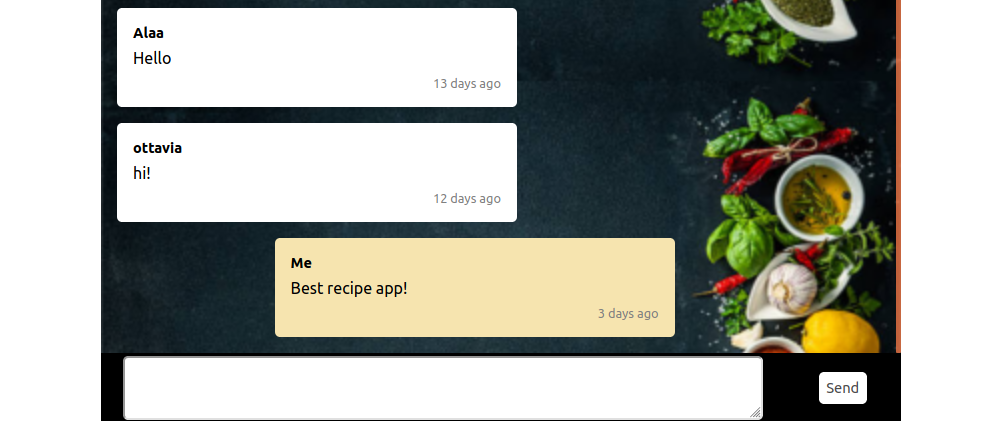 Alaa
Hello
13 days ago
ottavia
hi!
12 days ago
Me
Best recipe app!
3 days ago
Send